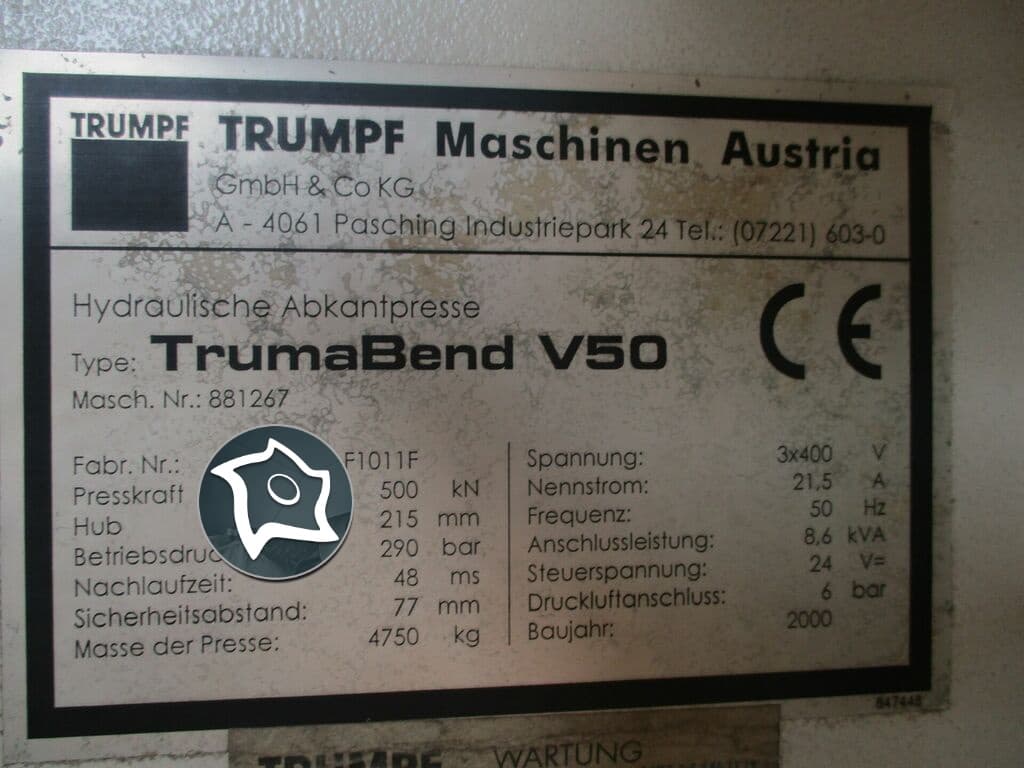 TRUMPF
TRUMPF Maschinen Austria
GmbH & Co KG
A - 4061 Pasching Industriepark 24 Tel.: (07221) 603-0
Hydraulische Abkantpresse
Type: TrumaBend V50
Masch. Nr.: 881267
CE
Fabr. Nr.: F1011F
Presskraft 500 kN
Hub 215 mm
Betriebsdruc 290 bar
Nachlaufzeit: 48 ms
Sicherheitsabstand: 77 mm
Masse der Presse: 4750 kg
Spannung: 3x400 V
Nennstrom: 21,5 A
Frequenz: 50 Hz
Anschlussleistung: 8,6 kVA
Steuerspannung: 24 V=
Druckluftanschluss: 6 bar
Baujahr: 2000
847448
TRUMPF WARTUNG